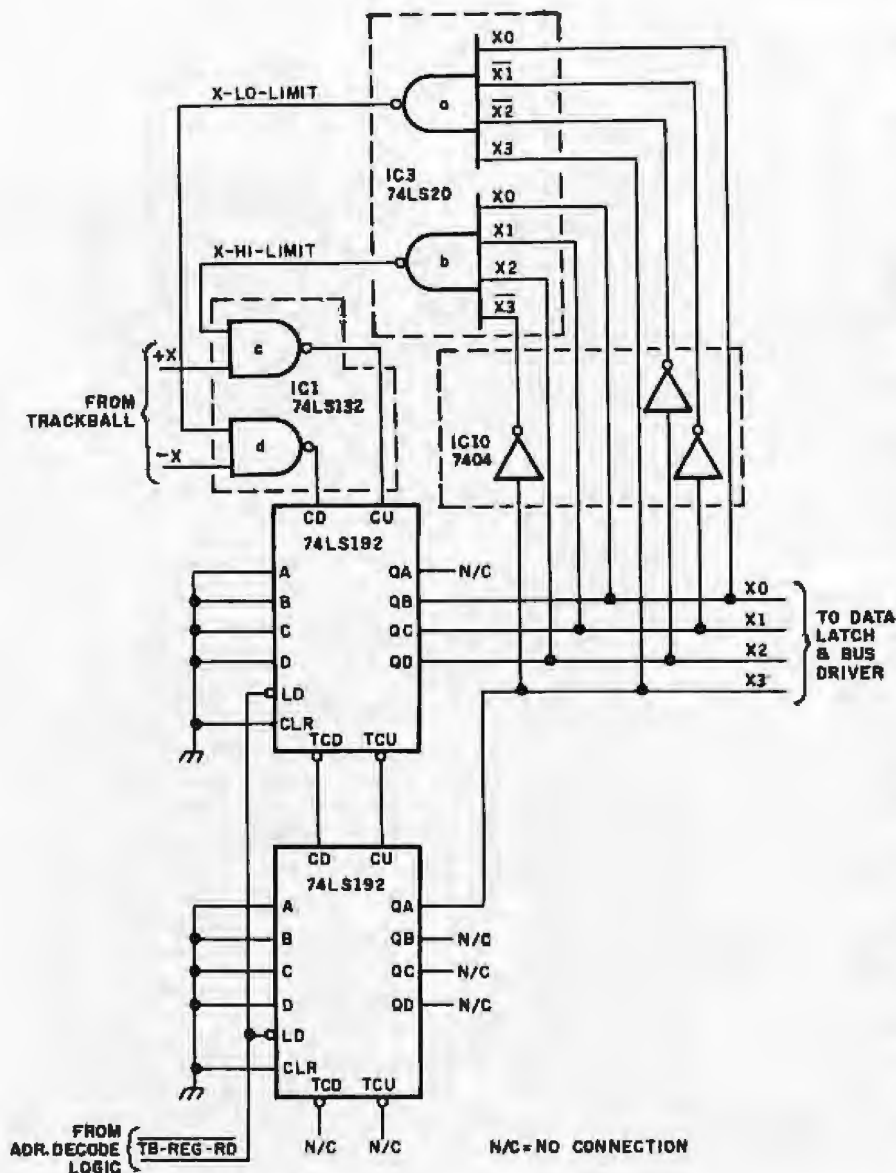 X0
X-LO-LIMIT
X1
a
X2
X3
IC3
74LS20
X0
X-HI-LIMIT
X1
b
X2
X3
c
+X
IC1
74LS132
FROM
TRACKBALL
d
-X
IC10
7404
CD CU
74LS192
A QA N/C
B QB X0
C QC X1
D QD X2
LD X3
CLR
TCD TCU
TO DATA
LATCH
& BUS
DRIVER
CD CU
74LS192
A QA
B QB N/C
C QC N/C
D QD N/C
LD
CLR
TCD TCU
FROM
ADR. DECODE
LOGIC
TB-REG-RD
N/C N/C
N/C = NO CONNECTION